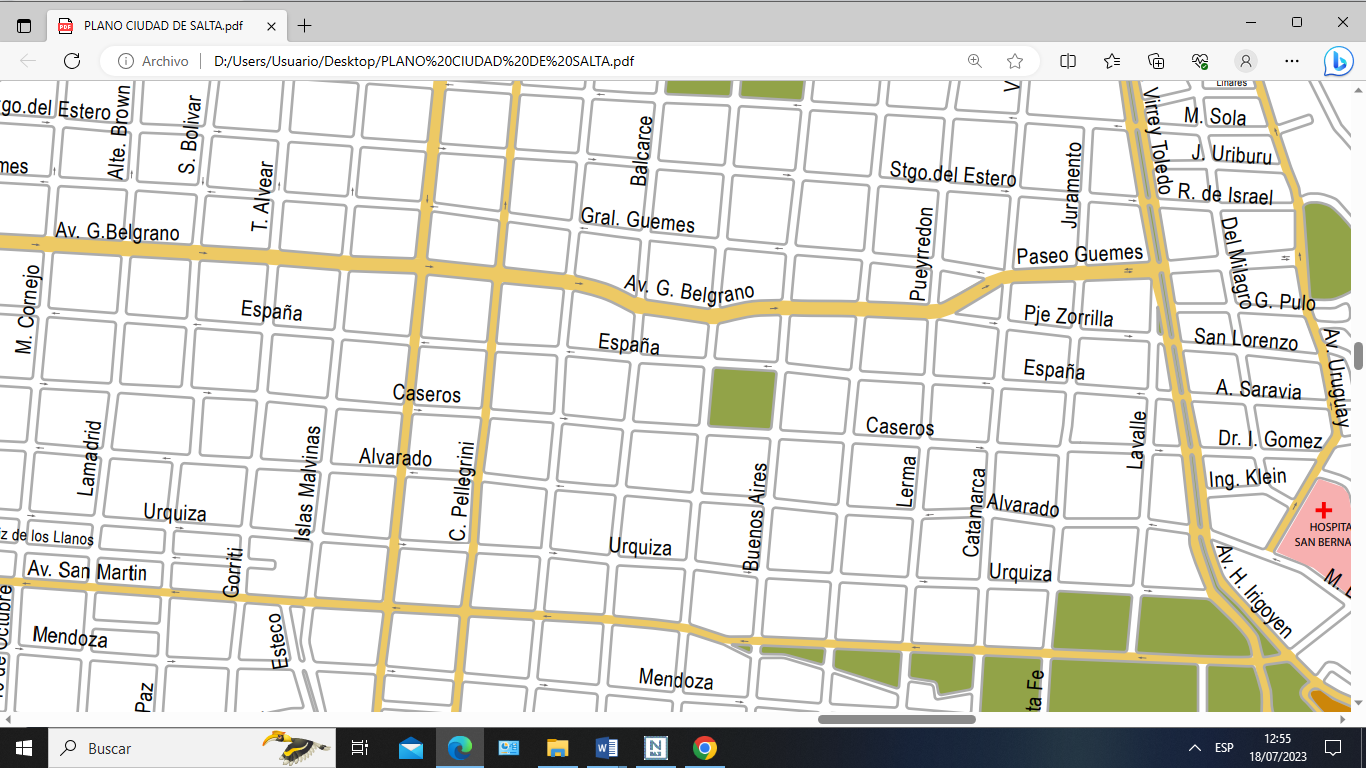 PLANO CIUDAD DE SALTA.pdf
Archivo
D:/Users/Usuario/Desktop/PLANO%20CIUDAD%20DE%20SALTA.pdf
Linares
M. Sola
J. Uriburu
R. de Israel
Virrey Toledo
tgo.del Estero
Alte. Brown
S. Bolivar
mes
T. Alvear
Balcarce
Stgo.del Estero
Juramento
Av. G.Belgrano
Gral. Guemes
Pueyrredon
Paseo Guemes
Del Milagro
G. Pulo
M. Cornejo
España
Av. G. Belgrano
Pje Zorrilla
San Lorenzo
Av. Uruguay
España
España
A. Saravia
Caseros
Caseros
Lavalle
Dr. I. Gomez
Lamadrid
Islas Malvinas
Alvarado
C. Pellegrini
Buenos Aires
Lerma
Catamarca
Alvarado
Ing. Klein
Urquiza
HOSPITA
SAN BERNA
iz de los Llanos
Urquiza
Urquiza
Av. San Martin
Gorriti
Av. H. Irigoyen
Octubre
Mendoza
Esteco
Mendoza
Paz
ta Fe
Buscar
ESP
12:55
18/07/2023